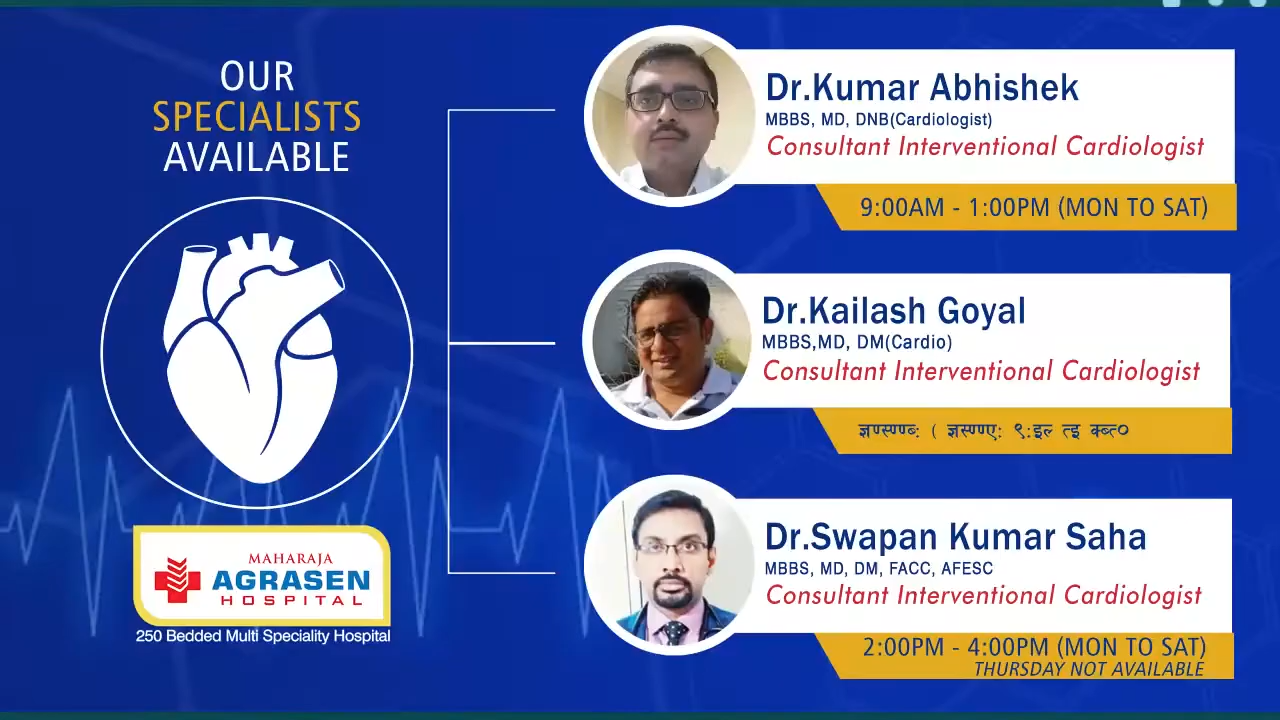 OUR
SPECIALISTS
AVAILABLE
MAHARAJA
AGRASEN
HOSPITAL
250 Bedded Multi Speciality Hospital
Dr.Kumar Abhishek
MBBS, MD, DNB(Cardiologist)
Consultant Interventional Cardiologist
9:00AM - 1:00PM (MON TO SAT)
Dr.Kailash Goyal
MBBS,MD, DM(Cardio)
Consultant Interventional Cardiologist
Dr.Swapan Kumar Saha
MBBS, MD, DM, FACC, AFESC
Consultant Interventional Cardiologist
2:00PM - 4:00PM (MON TO SAT)
THURSDAY NOT AVAILABLE